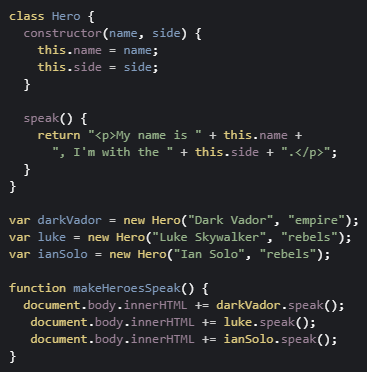 class Hero {
  constructor(name, side) {
    this.name = name;
    this.side = side;
  }

  speak() {
    return "<p>My name is " + this.name +
      ", I'm with the " + this.side + ".</p>";
  }
}

var darkVador = new Hero("Dark Vador", "empire");
var luke = new Hero("Luke Skywalker", "rebels");
var ianSolo = new Hero("Ian Solo", "rebels");

function makeHeroesSpeak() {
  document.body.innerHTML += darkVador.speak();
   document.body.innerHTML += luke.speak();
   document.body.innerHTML += ianSolo.speak();
}